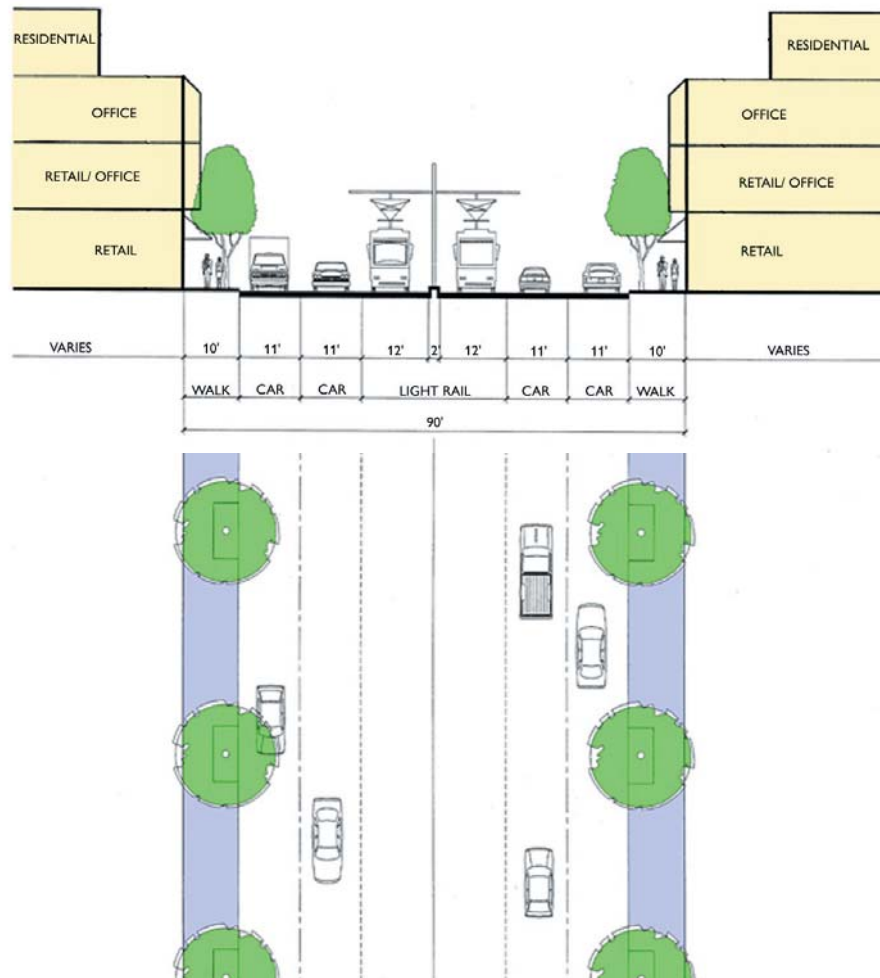 RESIDENTIAL RESIDENTIAL
OFFICE OFFICE
RETAIL/ OFFICE RETAIL/ OFFICE
RETAIL RETAIL
VARIES 10' 11' 11' 12' 2' 12' 11' 11' 10' VARIES
WALK CAR CAR LIGHT RAIL CAR CAR WALK
90'